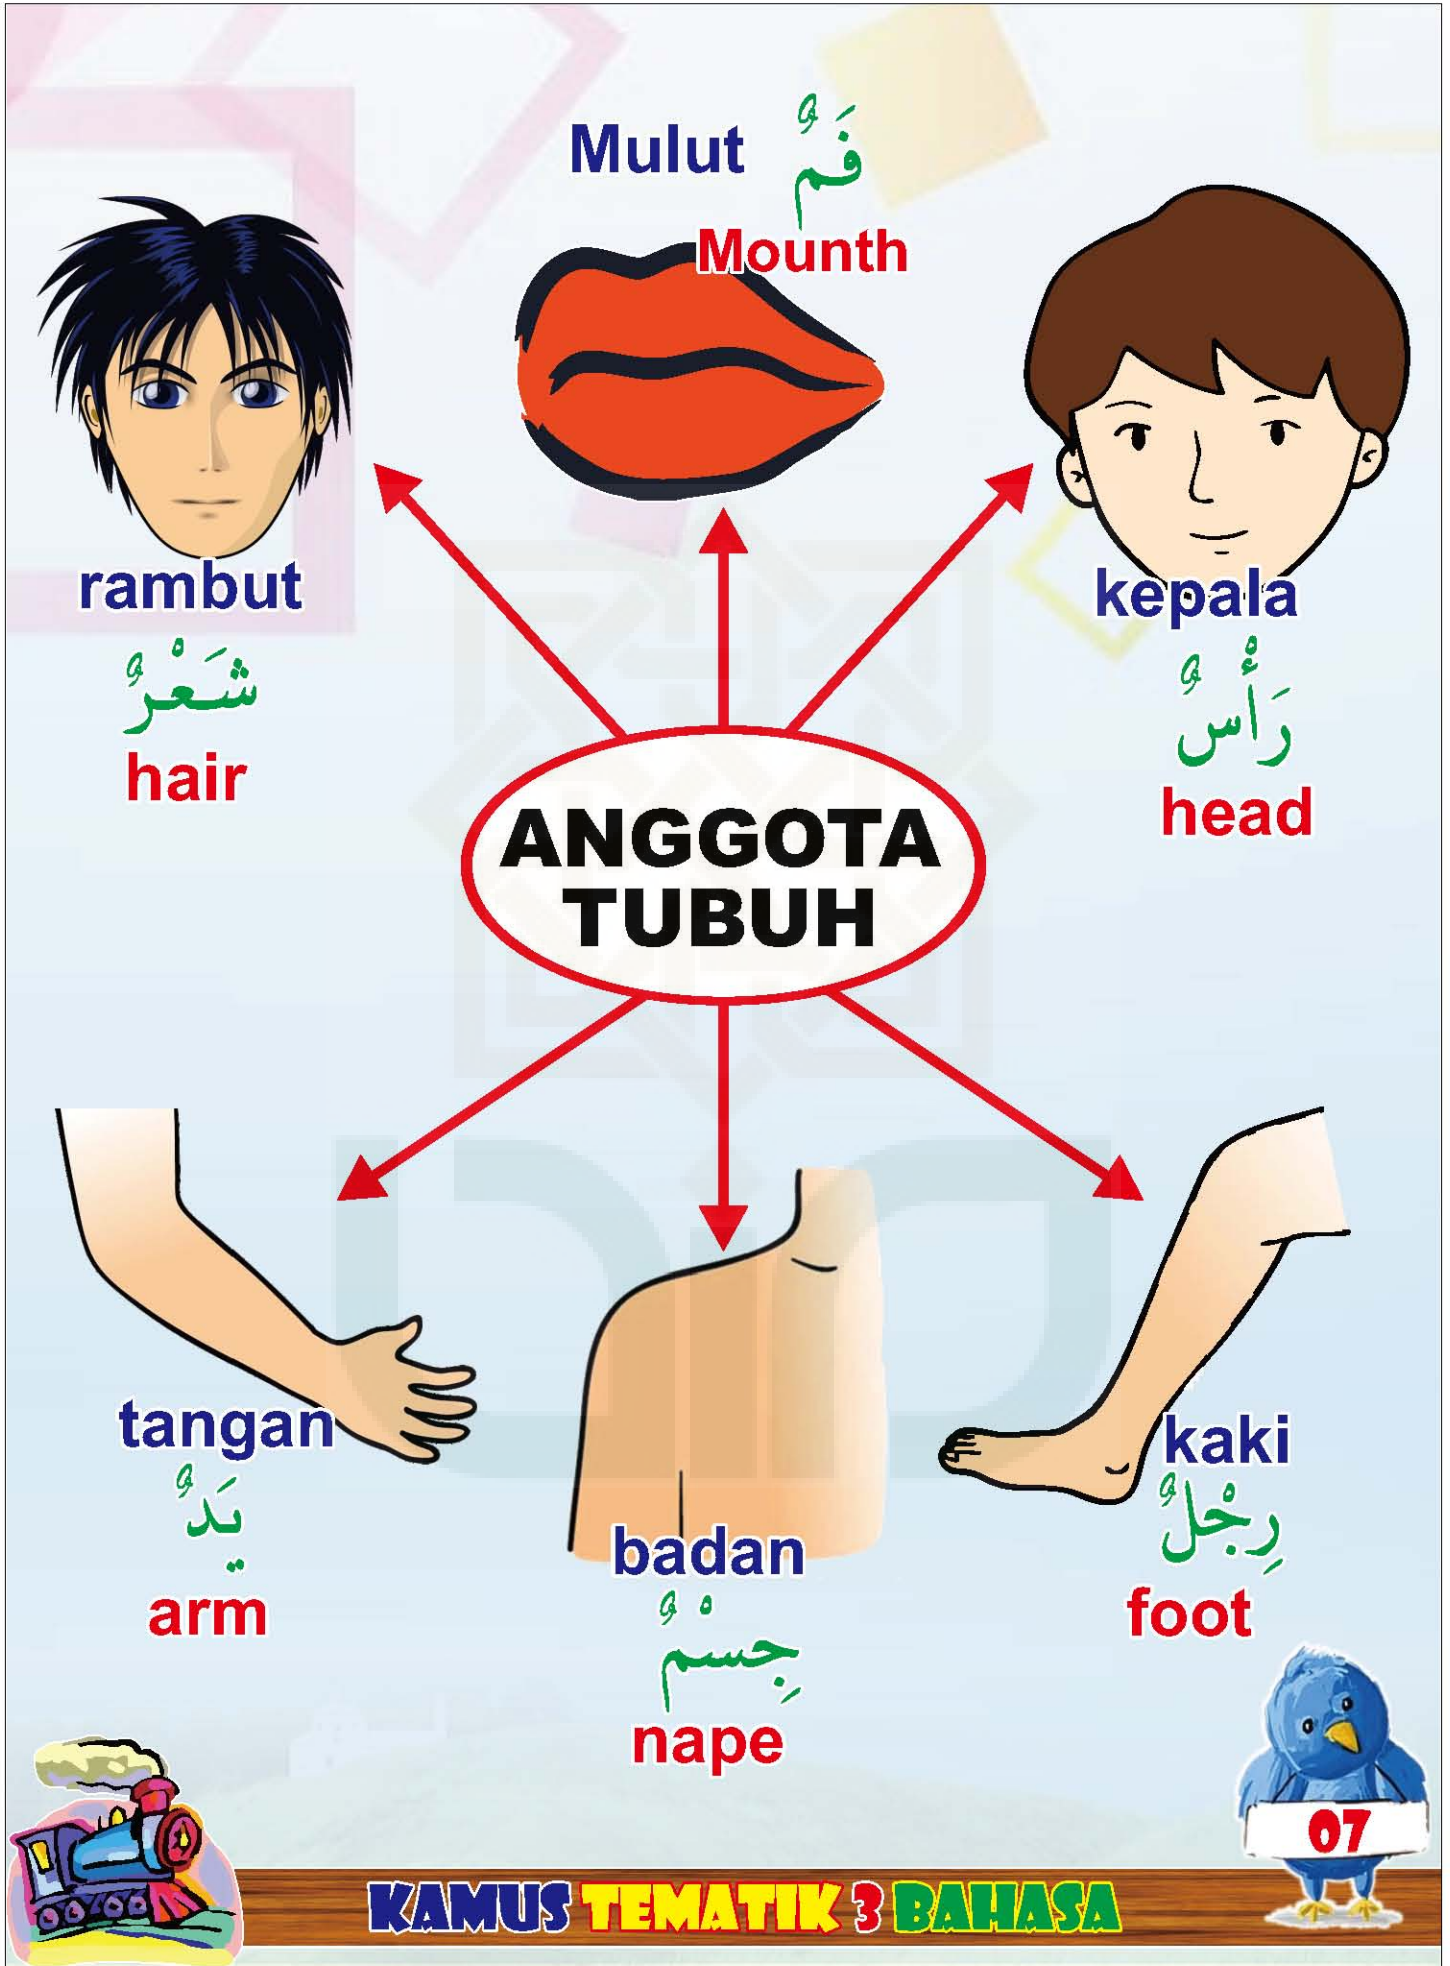 Mulut فَمٌ
Mounth
rambut
شَعْرٌ
hair
kepala
رَأْسٌ
head
ANGGOTA
TUBUH
tangan
يَدٌ
arm
badan
جِسْمٌ
nape
kaki
رِجْلٌ
foot
07
KAMUS TEMATIK 3 BAHASA